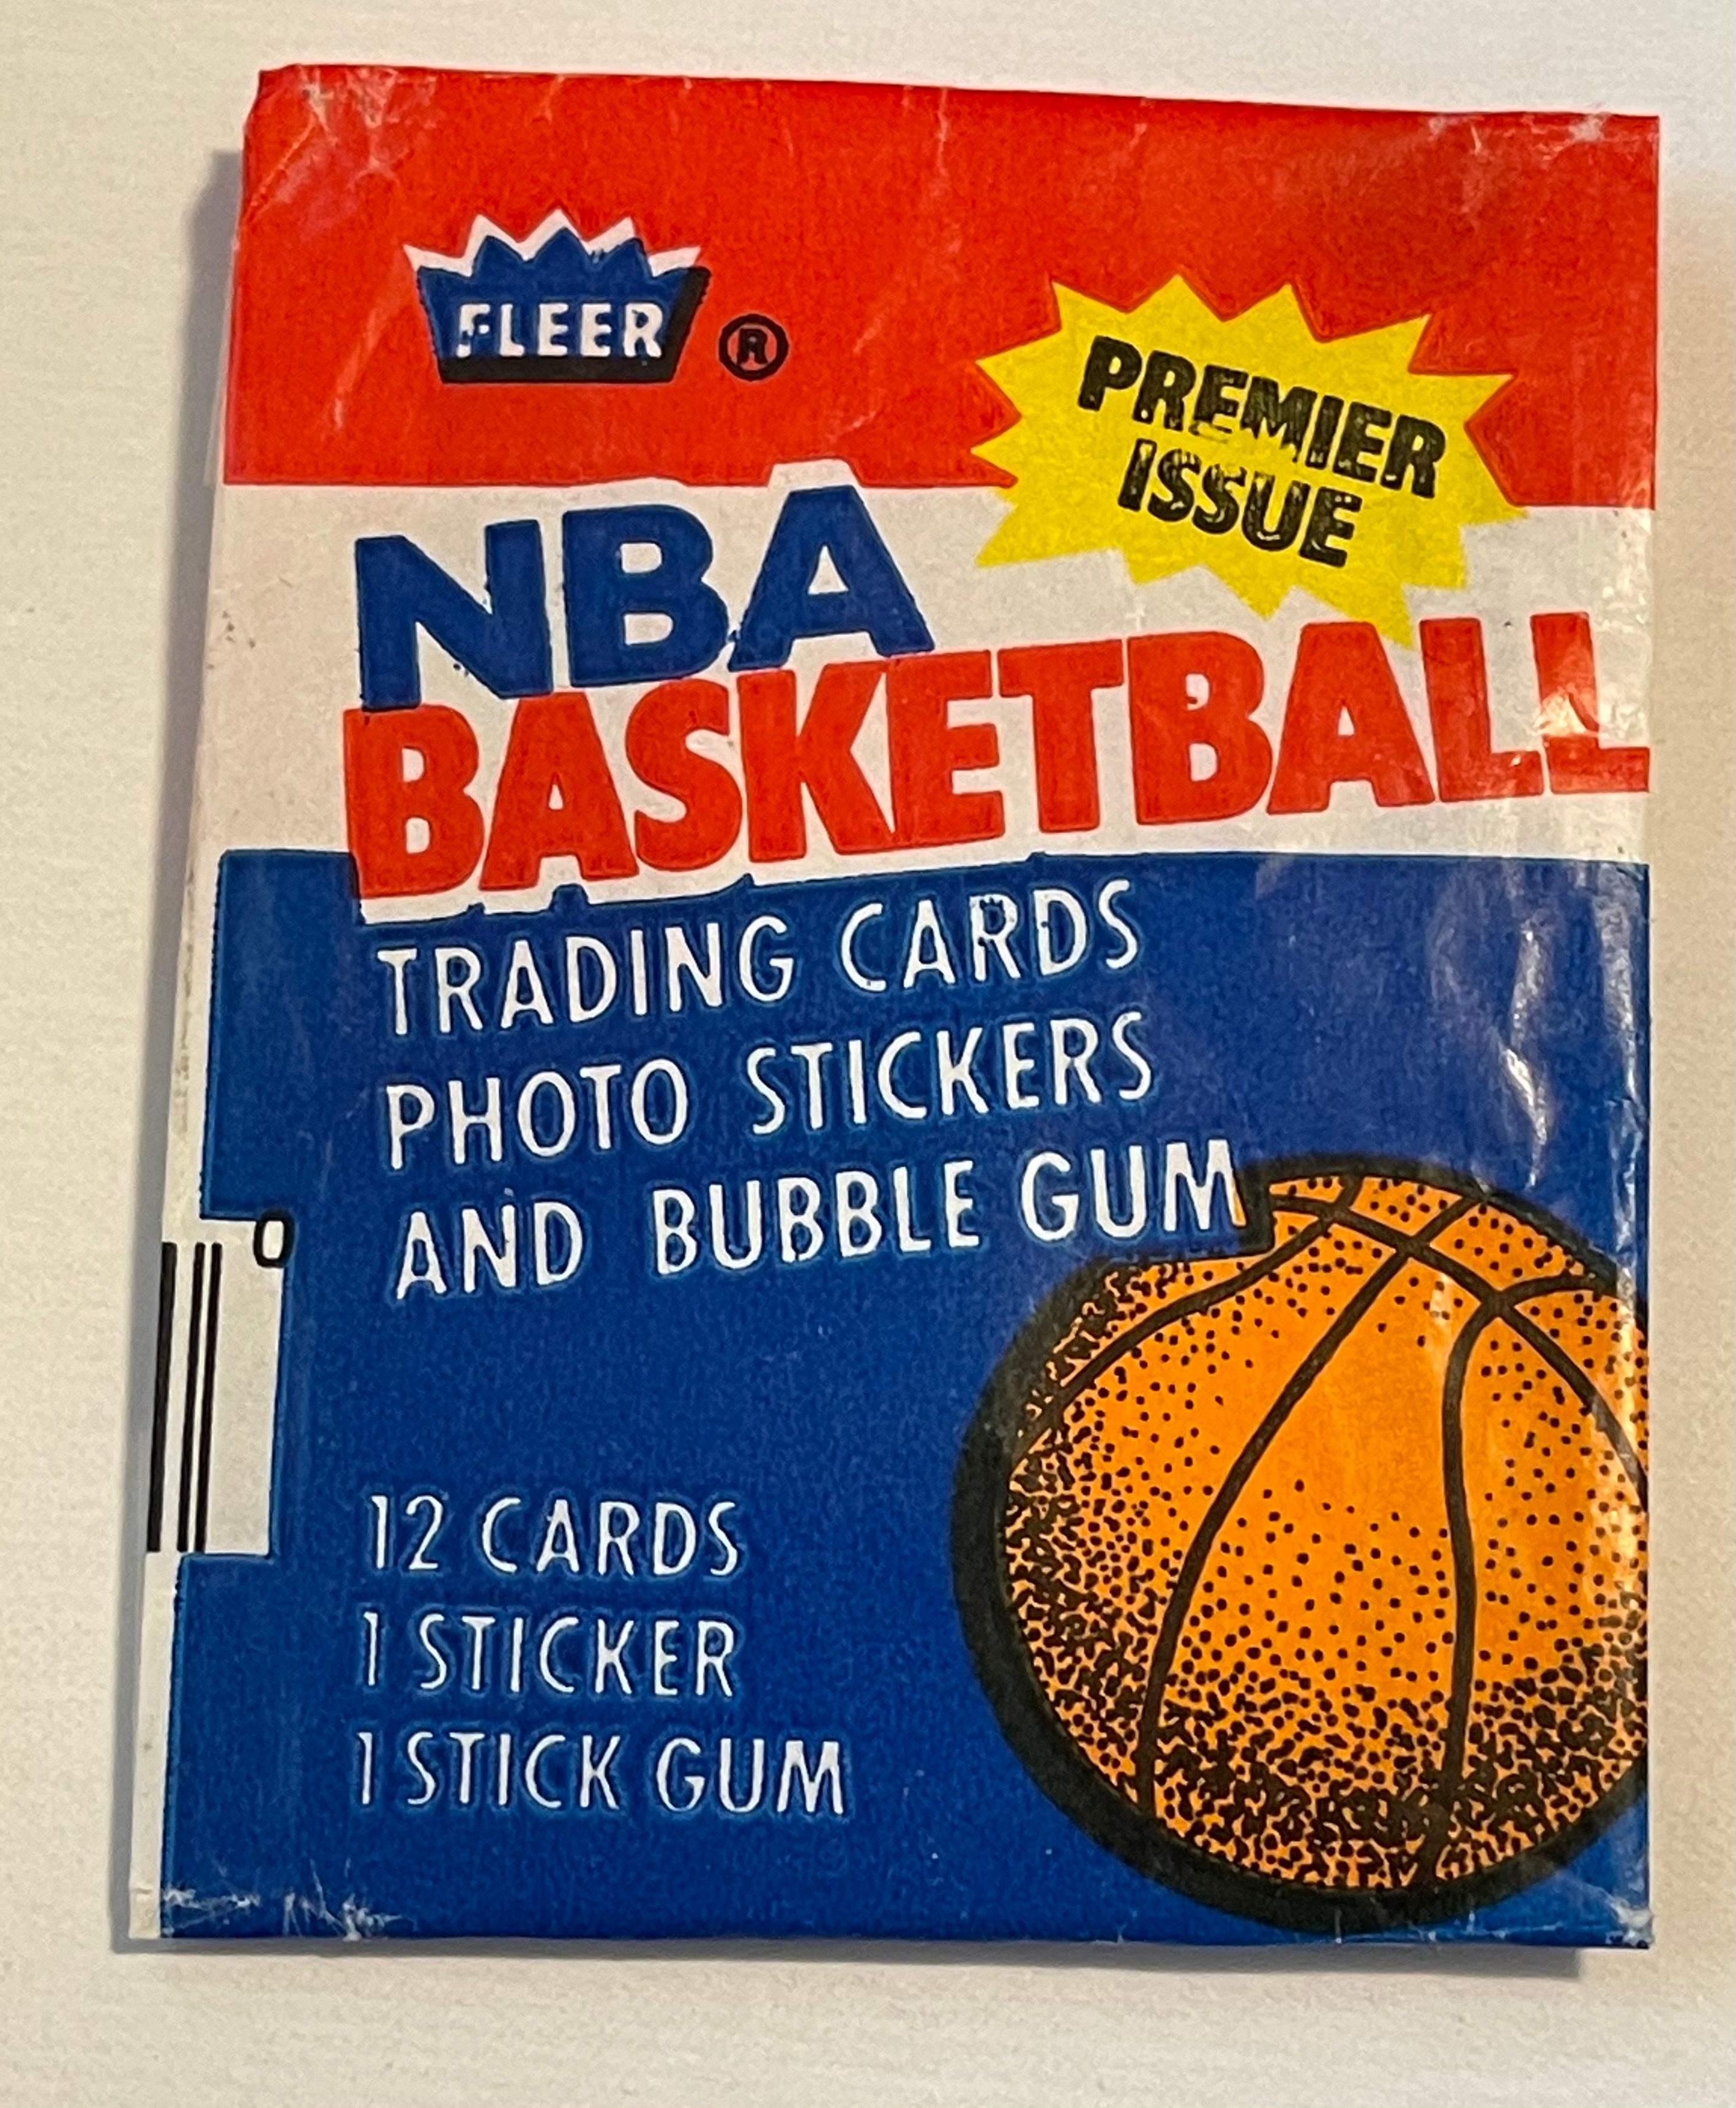 FLEER ®
PREMIER
ISSUE
NBA
BASKETBALL
TRADING CARDS
PHOTO STICKERS
AND BUBBLE GUM
0
12 CARDS
1 STICKER
1 STICK GUM